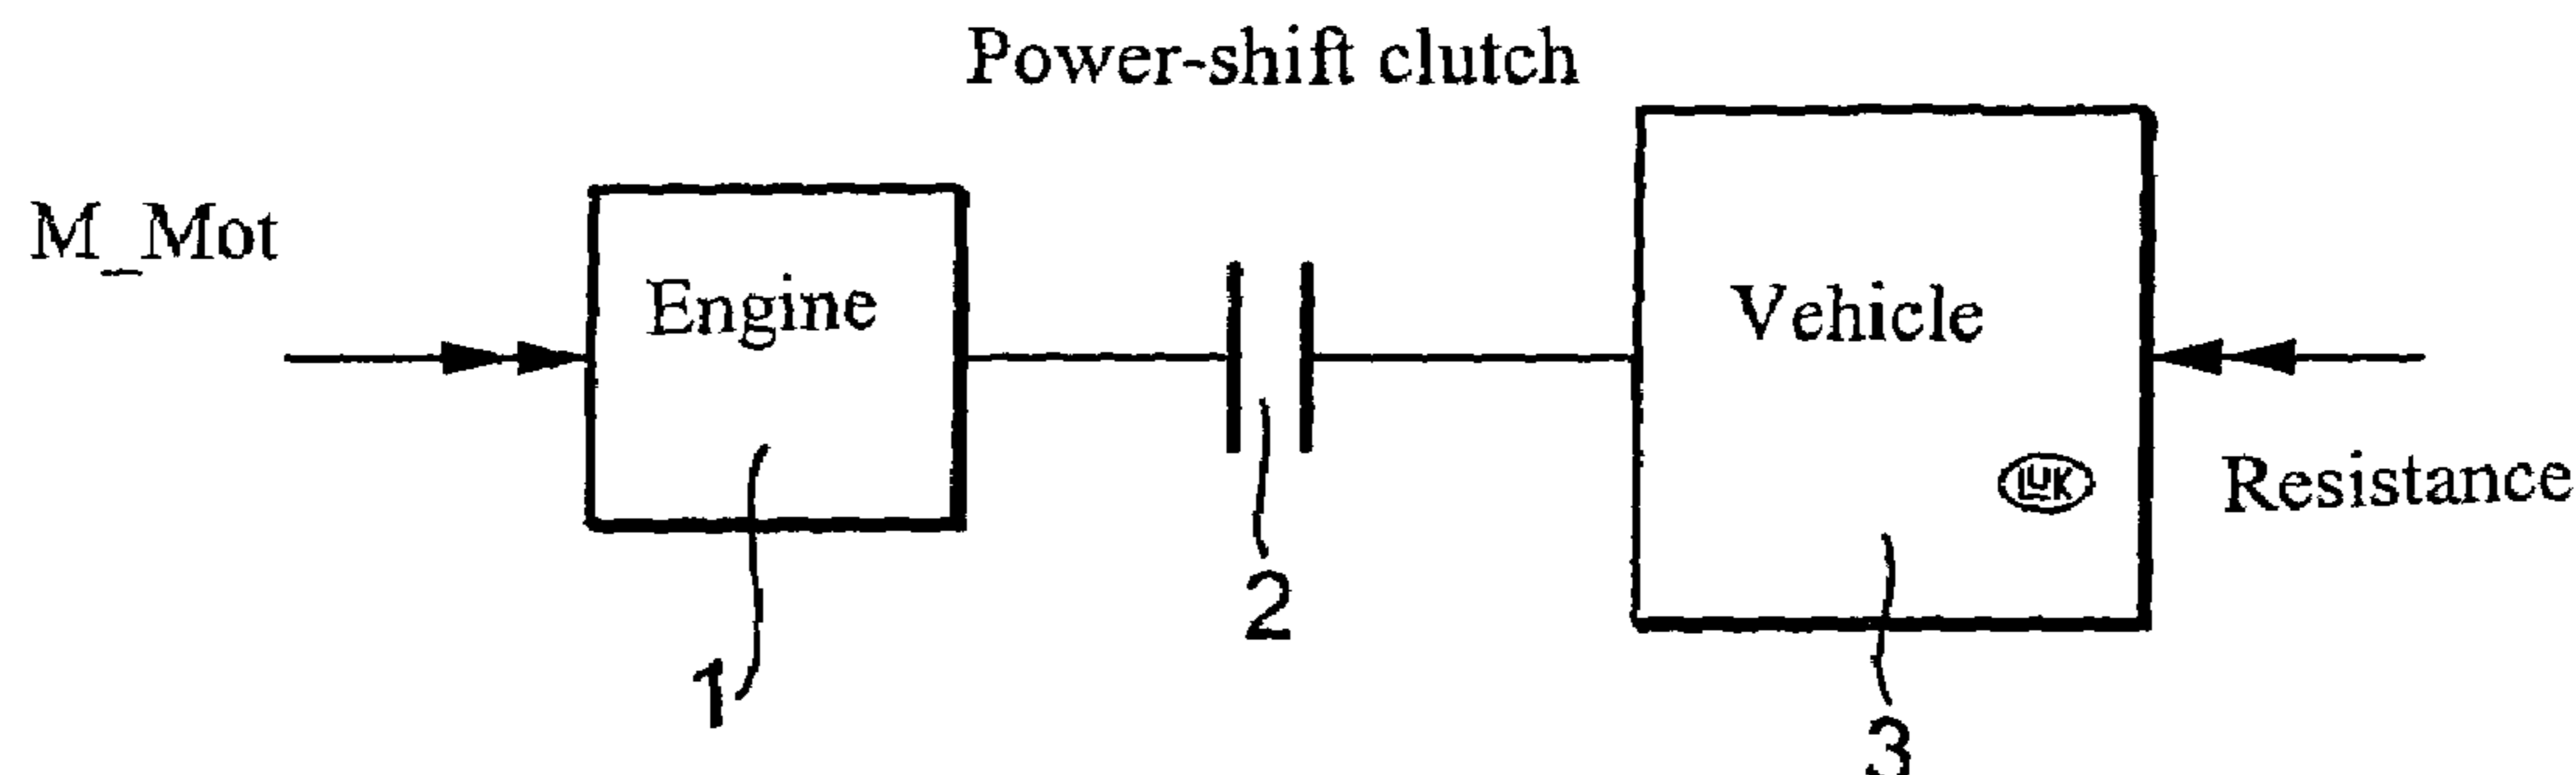 Power-shift clutch
M_Mot
Engine
Vehicle
LUK
Resistance
1
2
3